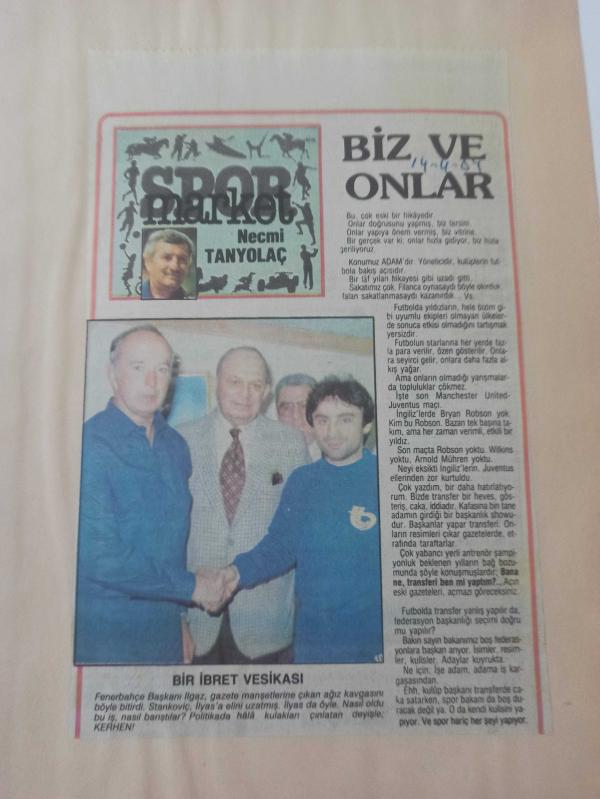 SPOR
market
Necmi
TANYOLAÇ
BİZ VE
ONLAR
14-4-84
Bu, çok eski bir hikâyedir.
Onlar doğrusunu yapmış, biz tersini.
Onlar yapıya önem vermiş, biz verine.
Bir gerçek var ki, onlar hızla gidiyor, biz hızla
geriliyoruz.
Konumuz ADAM'dır. Yöneticidir, kulüplerin fut-
bola bakış açısıdır.
Bir lâf yılan hikayesi gibi uzadı gitti.
Sakatımız çok. Filanca oynasaydı böyle olurduk
falan sakatlanmasaydı kazanırdık... Vs.
Futbolda yıldızların, hele bizim gi-
bi uyumlu ekipleri olmayan ülkeler-
de sonuca etkisi olmadığını tartışmak
yersizdir.
Futbolun starlarına her yerde faz-
la para verilir, özen gösterilir. Onla-
ra seyirci gelir, onlara daha fazla al-
kış yağar.
Ama onların olmadığı yarışmalar-
da topluluklar çökmez.
İşte son Manchester United-
Juventus maçı.
İngiliz'lerde Bryan Robson yok.
Kim bu Robson. Bazan tek başına ta-
kım, ama her zaman verimli, etkili bir
yıldız.
Son maçta Robson yoktu. Wilkins
yoktu, Arnold Mühren yoktu.
Neyi eksikti İngiliz'lerin. Juventus
ellerinden zor kurtuldu.
Çok yazdım, bir daha hatırlatıyo-
rum. Bizde transfer bir heves, gös-
teriş, caka, iddiadır. Kafasına bin tane
adamın girdiği bir başkanlık showu-
dur. Başkanlar yapar transferi. On-
ların resimleri çıkar gazetelerde, et-
rafında taraftarlar.
Çok yabancı yerli antrenör şampi-
yonluk beklenen yılların bağ bozu-
munda şöyle konuşmuşlardır: Bana
ne, transferi ben mi yaptım?.. Açın
eski gazeteleri, açmazı göreceksiniz.
Futbolda transfer yanlış yapılır da,
federasyon başkanlığı seçimi doğru
mu yapılır?
Bakın sayın bakanımız boş federas-
yonlara başkan arıyor. İsimler, resim-
ler, kulisler. Adaylar kuyrukta...
Ne için: İşe adam, adama iş kar-
gaşasından.
Ehh, kulüp başkanı transferde ca-
ka satarken, spor bakanı da boş du-
racak değil ya. O da kendi kulisini ya-
pıyor. Ve spor hariç her şeyi yapıyor.
BİR İBRET VESİKASI
Fenerbahçe Başkanı Ilgaz, gazete manşetlerine çıkan ağız kavgasını
böyle bitirdi. Stankoviç, İlyas'a elini uzatmış. İlyas da öyle. Nasıl oldu
bu iş, nasıl barıştılar? Politikada hâlâ kulakları çınlatan deyişle;
KERHEN!